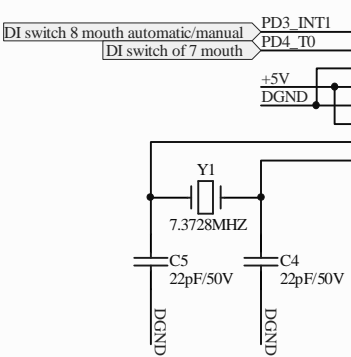 DI switch 8 mouth automatic/manual PD3_INT1
DI switch of 7 mouth PD4_T0
+5V
DGND
Y1
7.3728MHZ
C5 C4
22pF/50V 22pF/50V
DGND DGND